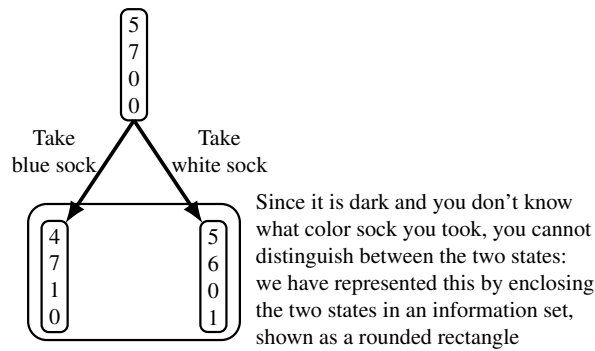 5
7
0
0
Take
blue sock
Take
white sock
4
7
1
0
5
6
0
1
Since it is dark and you don't know
what color sock you took, you cannot
distinguish between the two states:
we have represented this by enclosing
the two states in an information set,
shown as a rounded rectangle